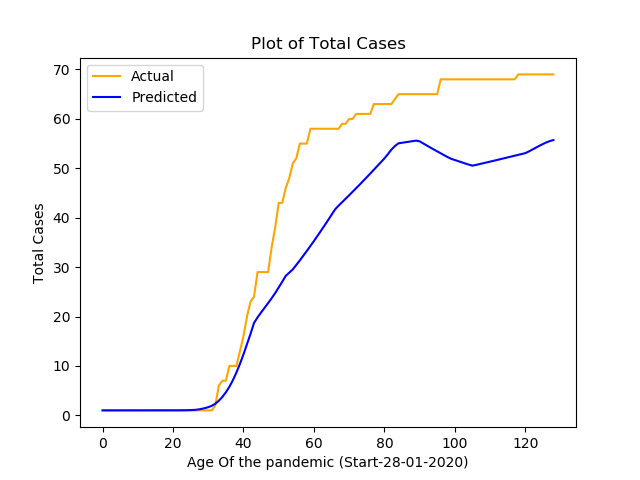 Plot of Total Cases
Actual
Predicted
70
60
50
40
30
20
10
0
Total Cases
0 20 40 60 80 100 120
Age Of the pandemic (Start-28-01-2020)